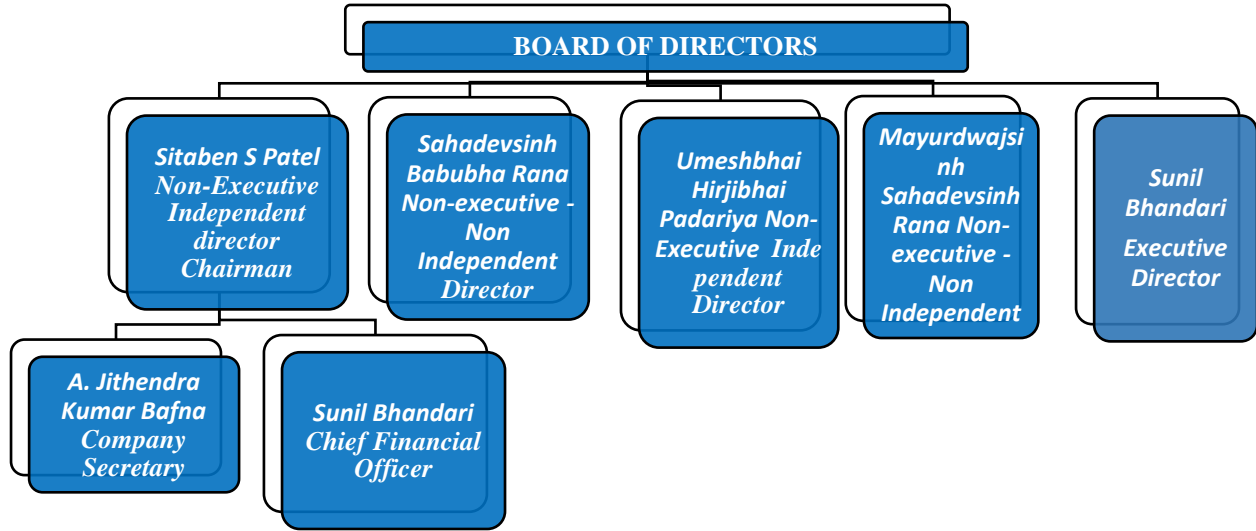 BOARD OF DIRECTORS
Sitaben S Patel
Non-Executive
Independent
director
Chairman
Sahadevsinh
Babubha Rana
Non-executive -
Non
Independent
Director
Umeshbhai
Hirjibhai
Padariya Non-
Executive Inde
pendent
Director
Mayurdwajsi
nh
Sahadevsinh
Rana Non-
executive -
Non
Independent
Sunil
Bhandari
Executive
Director
A. Jithendra
Kumar Bafna
Company
Secretary
Sunil Bhandari
Chief Financial
Officer